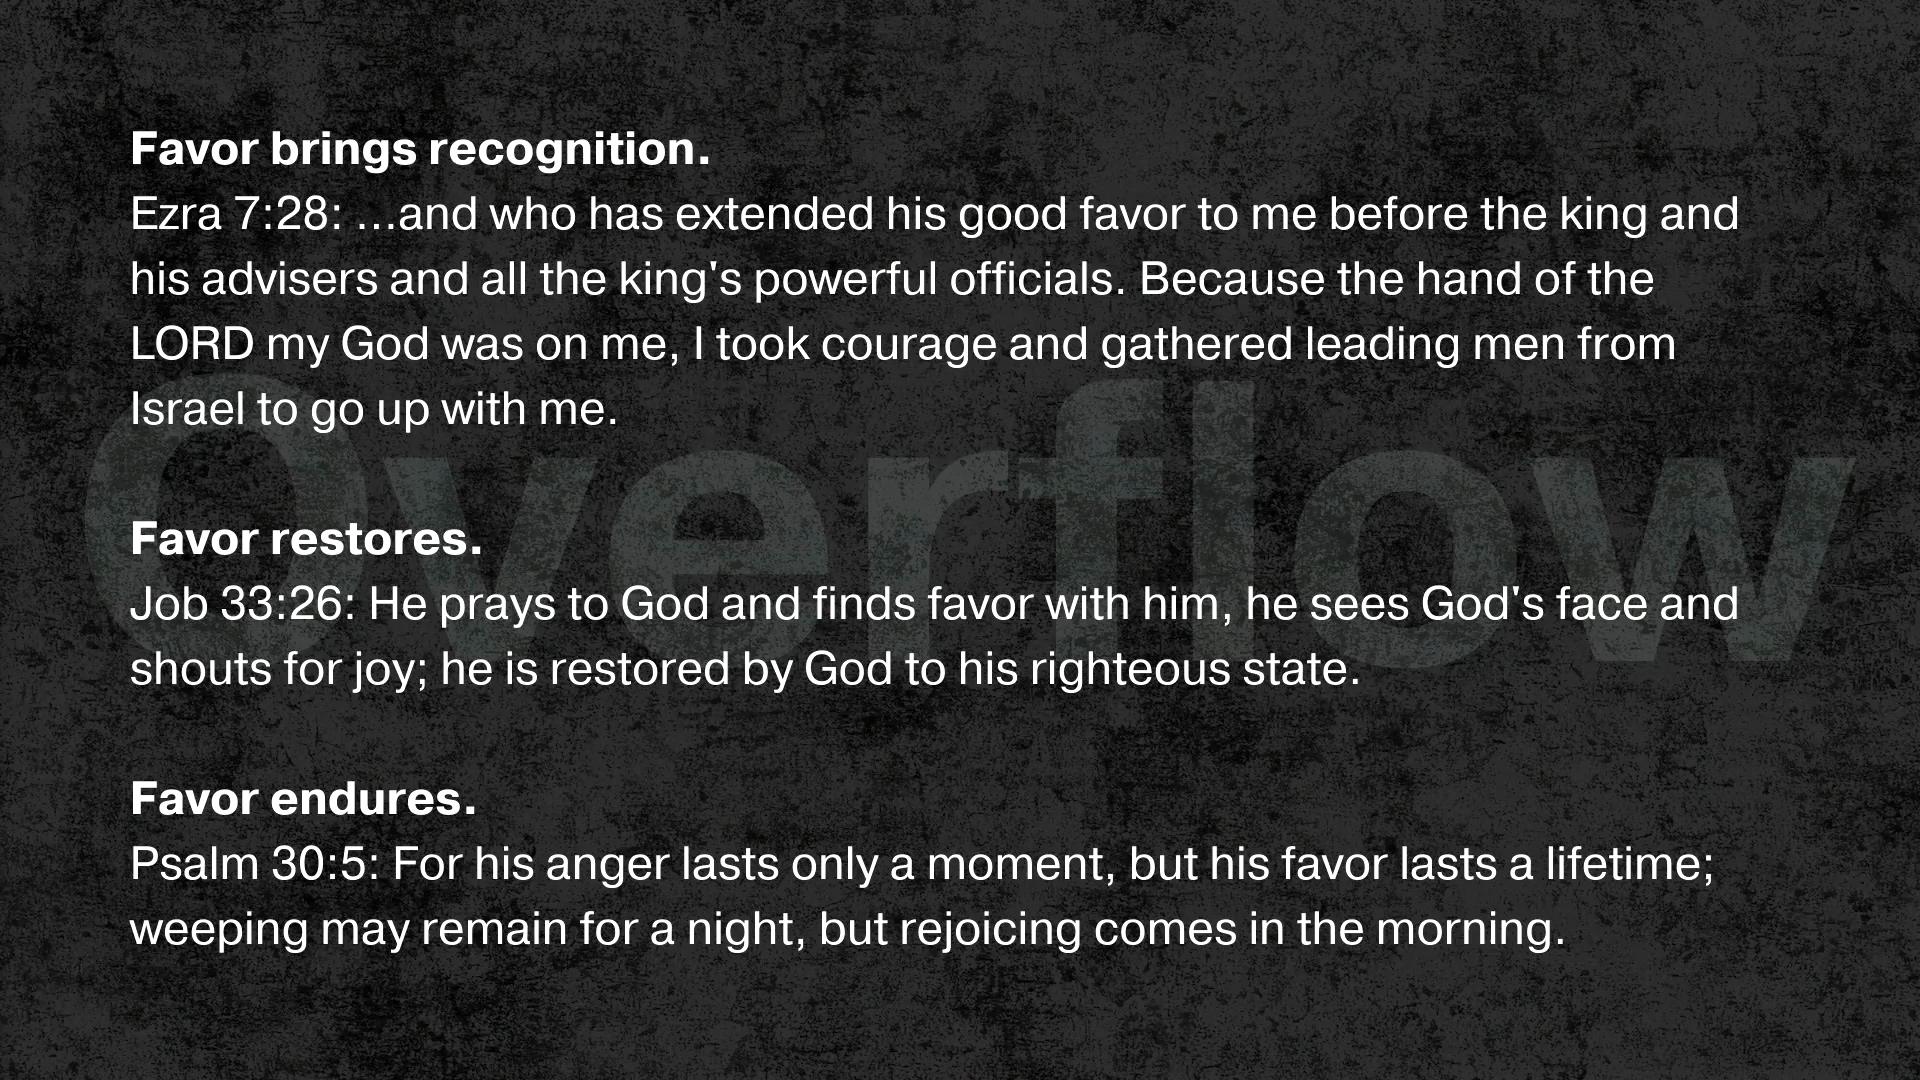 Favor brings recognition.
Ezra 7:28: ...and who has extended his good favor to me before the king and
his advisers and all the king's powerful officials. Because the hand of the
LORD my God was on me, I took courage and gathered leading men from
Israel to go up with me.
Overflow
Favor restores.
Job 33:26: He prays to God and finds favor with him, he sees God's face and
shouts for joy; he is restored by God to his righteous state.
Favor endures.
Psalm 30:5: For his anger lasts only a moment, but his favor lasts a lifetime;
weeping may remain for a night, but rejoicing comes in the morning.